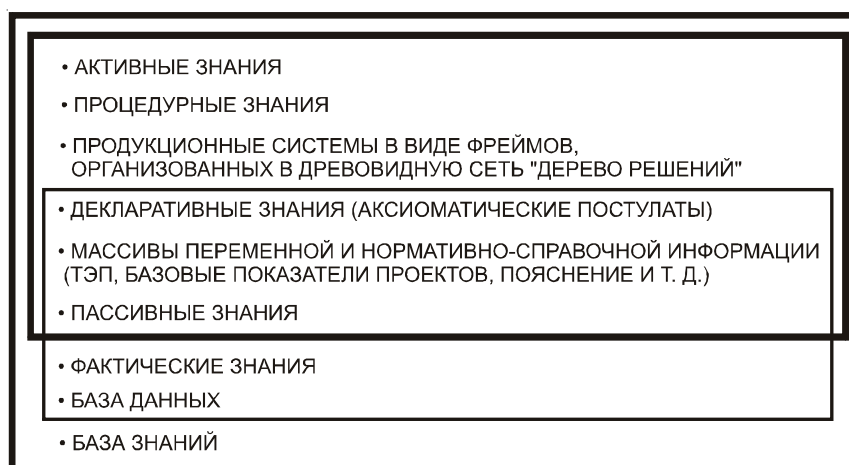 • АКТИВНЫЕ ЗНАНИЯ
• ПРОЦЕДУРНЫЕ ЗНАНИЯ
• ПРОДУКЦИОННЫЕ СИСТЕМЫ В ВИДЕ ФРЕЙМОВ,
ОРГАНИЗОВАННЫХ В ДРЕВОВИДНУЮ СЕТЬ "ДЕРЕВО РЕШЕНИЙ"
• ДЕКЛАРАТИВНЫЕ ЗНАНИЯ (АКСИОМАТИЧЕСКИЕ ПОСТУЛАТЫ)
• МАССИВЫ ПЕРЕМЕННОЙ И НОРМАТИВНО-СПРАВОЧНОЙ ИНФОРМАЦИИ
(ТЭП, БАЗОВЫЕ ПОКАЗАТЕЛИ ПРОЕКТОВ, ПОЯСНЕНИЕ И Т. Д.)
• ПАССИВНЫЕ ЗНАНИЯ
• ФАКТИЧЕСКИЕ ЗНАНИЯ
• БАЗА ДАННЫХ
• БАЗА ЗНАНИЙ